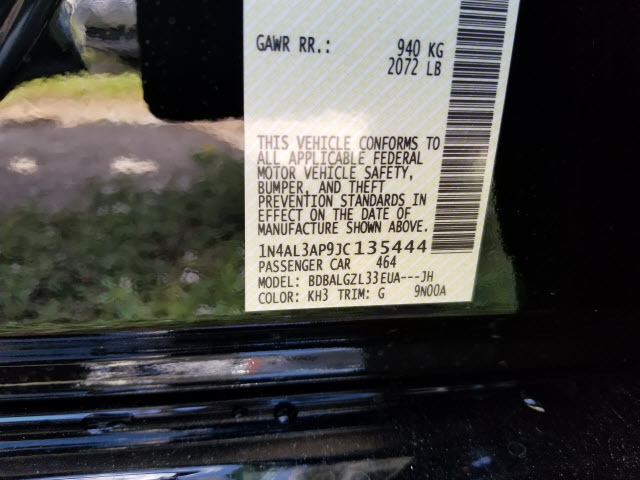 GAWR RR.: 940 KG
2072 LB
THIS VEHICLE CONFORMS TO
ALL APPLICABLE FEDERAL
MOTOR VEHICLE SAFETY,
BUMPER, AND THEFT
PREVENTION STANDARDS IN
EFFECT ON THE DATE OF
MANUFACTURE SHOWN ABOVE.
1N4AL3AP9JC135444
PASSENGER CAR 464
MODEL: BDBALGZL33EUA---JH
COLOR: KH3 TRIM: G 9N00A